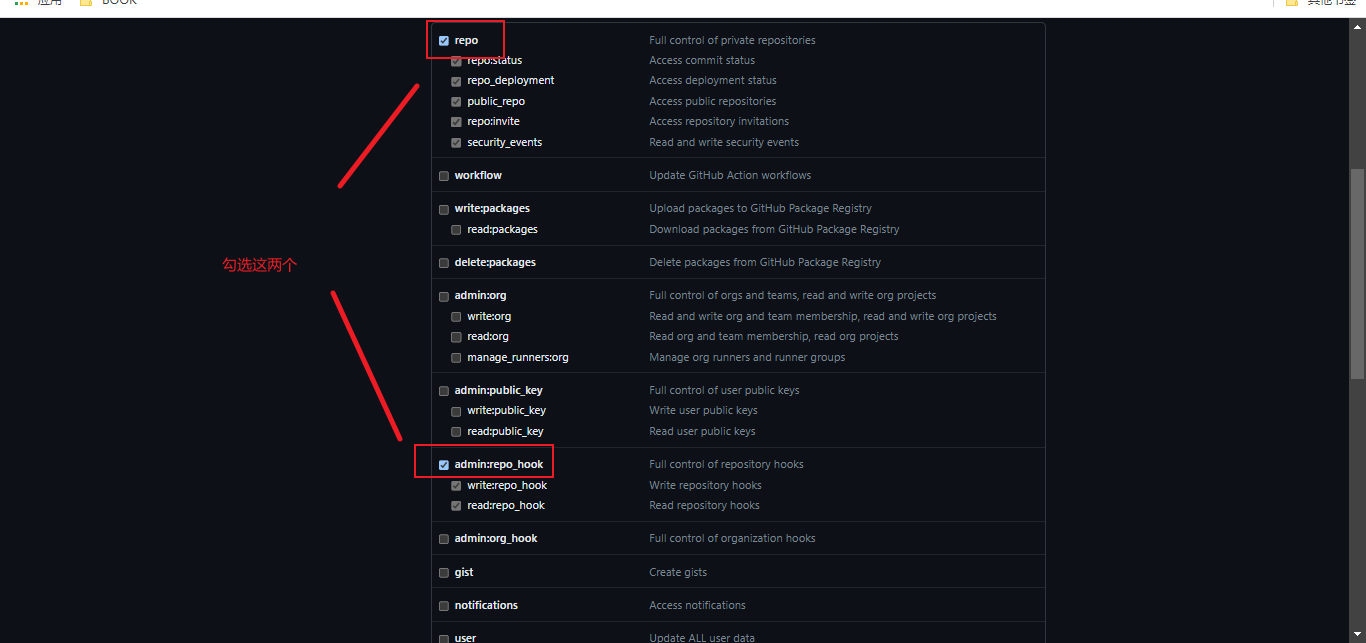 应用 BOOK 其他书签
repo Full control of private repositories
repo:status Access commit status
repo_deployment Access deployment status
public_repo Access public repositories
repo:invite Access repository invitations
security_events Read and write security events
workflow Update GitHub Action workflows
write:packages Upload packages to GitHub Package Registry
read:packages Download packages from GitHub Package Registry
勾选这两个
delete:packages Delete packages from GitHub Package Registry
admin:org Full control of orgs and teams, read and write org projects
write:org Read and write org and team membership, read and write org projects
read:org Read org and team membership, read org projects
manage_runners:org Manage org runners and runner groups
admin:public_key Full control of user public keys
write:public_key Write user public keys
read:public_key Read user public keys
admin:repo_hook Full control of repository hooks
write:repo_hook Write repository hooks
read:repo_hook Read repository hooks
admin:org_hook Full control of organization hooks
gist Create gists
notifications Access notifications
user Update ALL user data